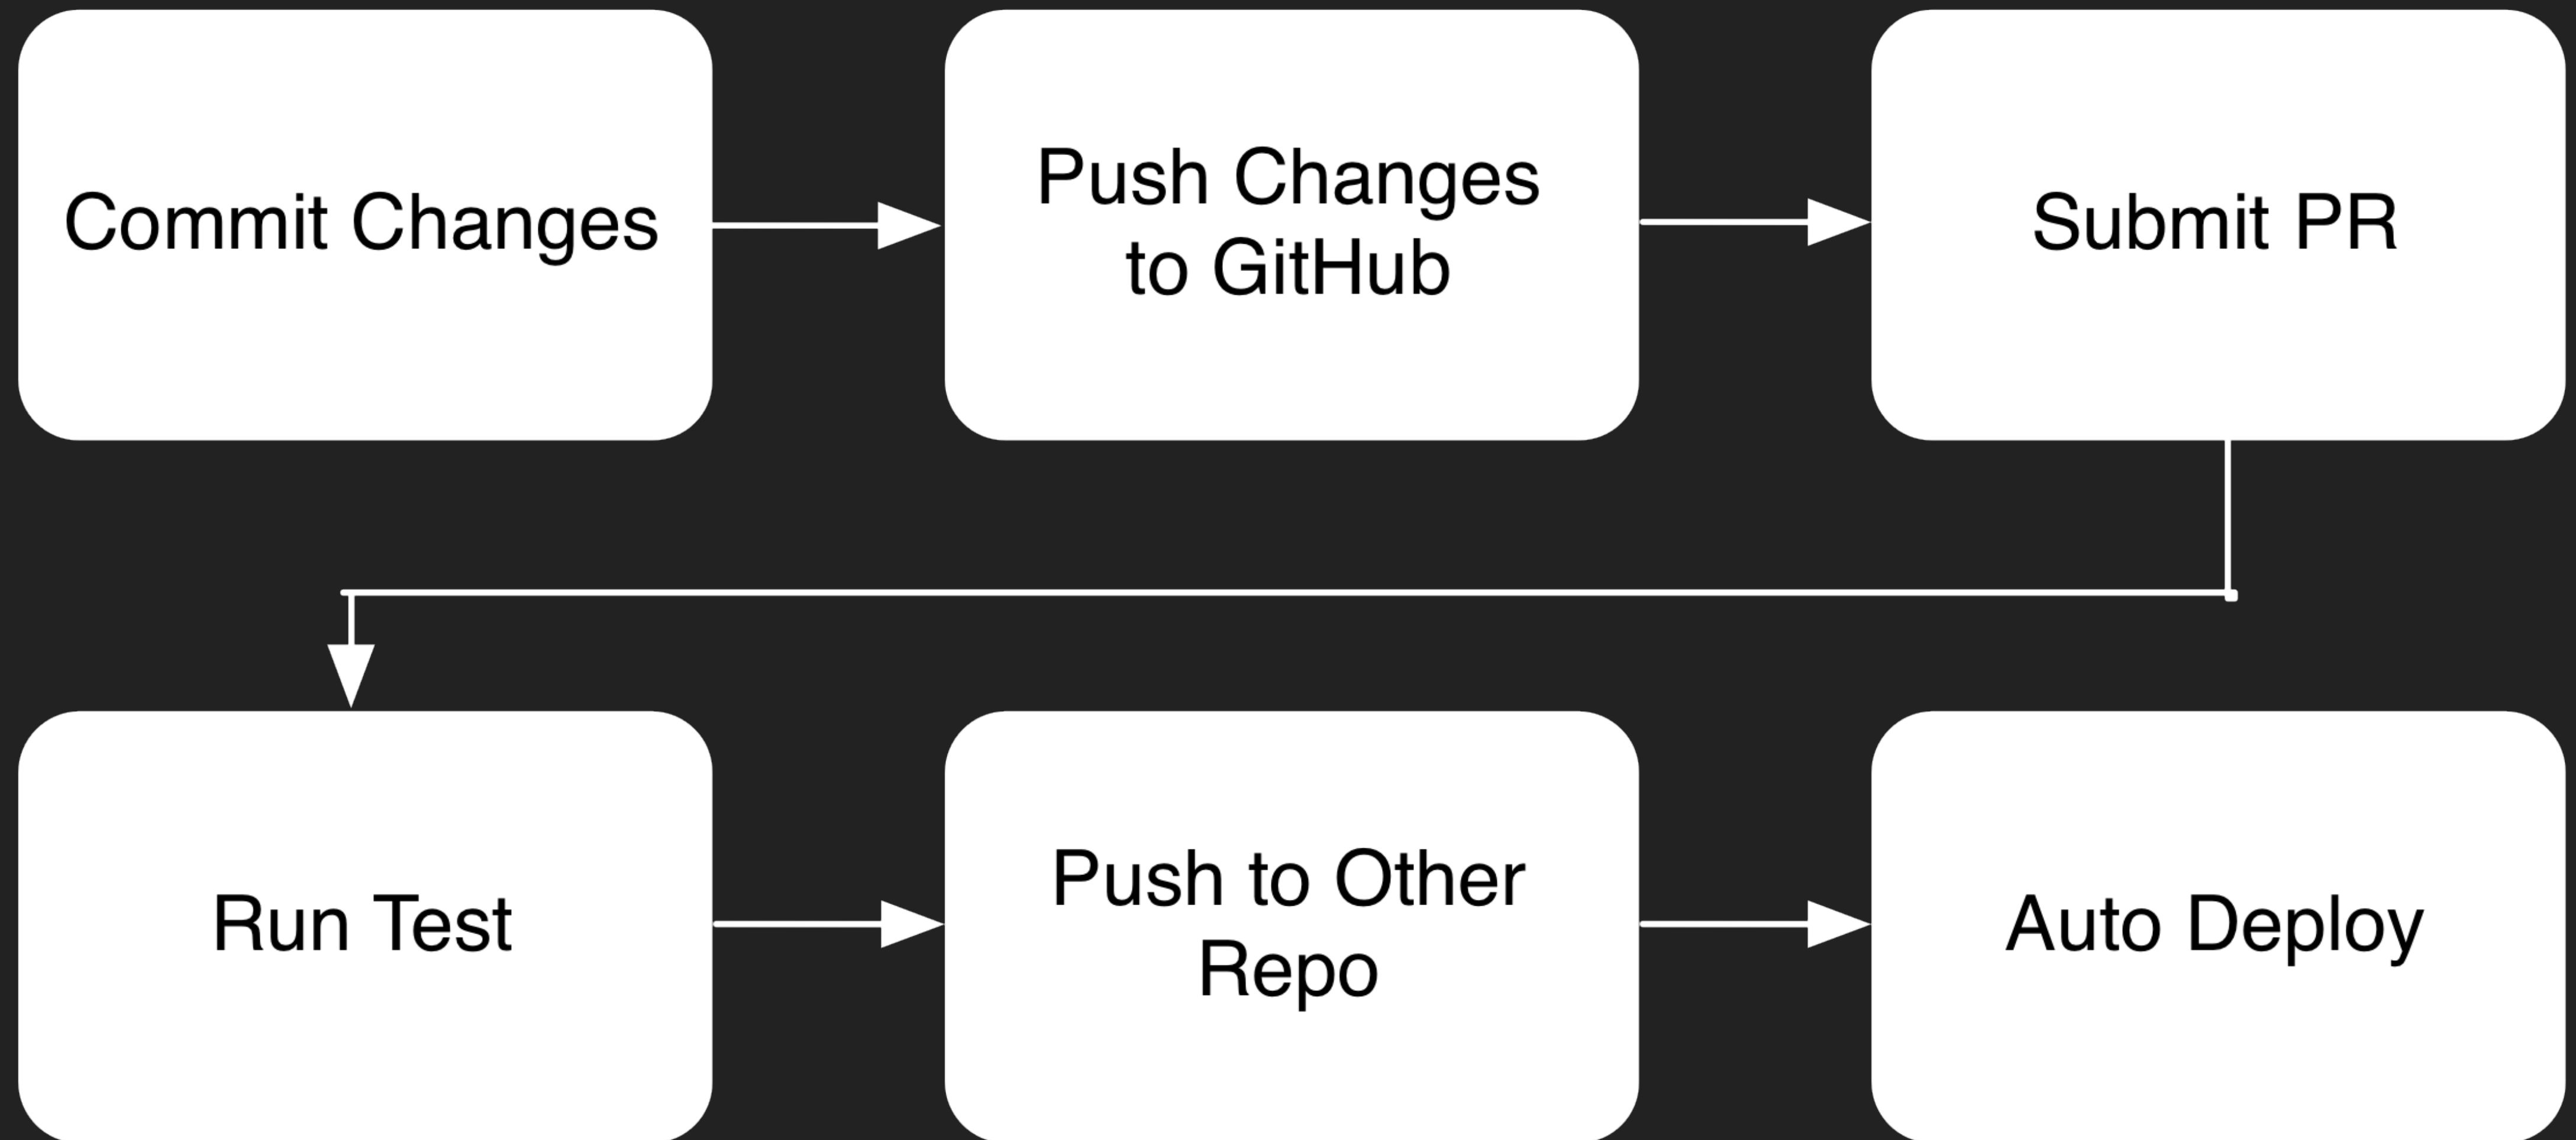 Commit Changes
Push Changes
to GitHub
Submit PR
Run Test
Push to Other
Repo
Auto Deploy